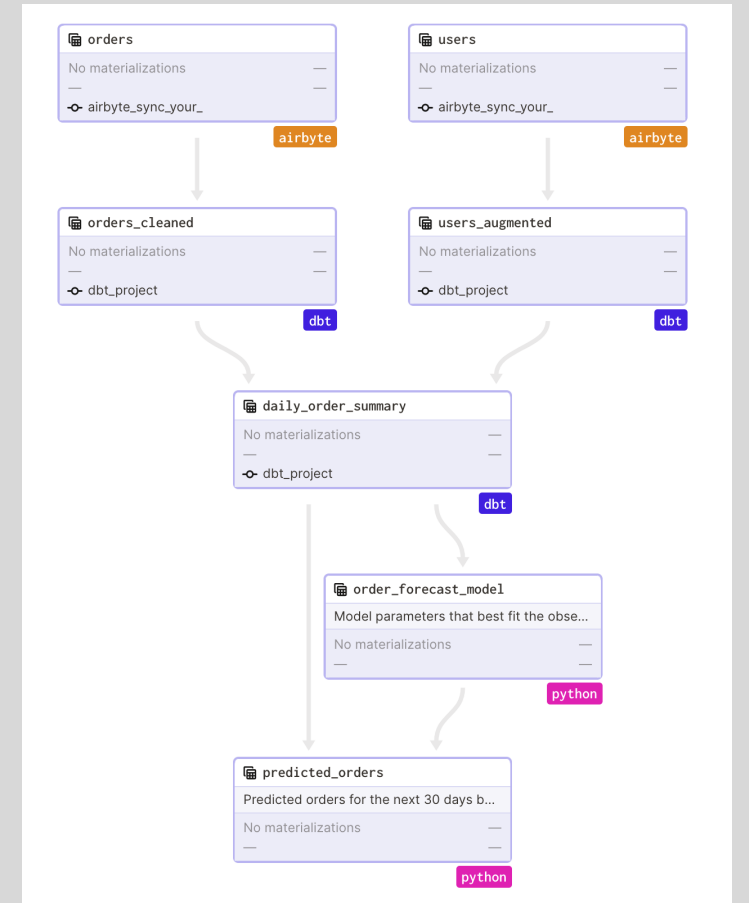 orders
No materializations —
— —
airbyte_sync_your_
airbyte
users
No materializations —
— —
airbyte_sync_your_
airbyte
orders_cleaned
No materializations —
— —
dbt_project
dbt
users_augmented
No materializations —
— —
dbt_project
dbt
daily_order_summary
No materializations —
— —
dbt_project
dbt
order_forecast_model
Model parameters that best fit the obse...
No materializations —
— —
python
predicted_orders
Predicted orders for the next 30 days b...
No materializations —
— —
python